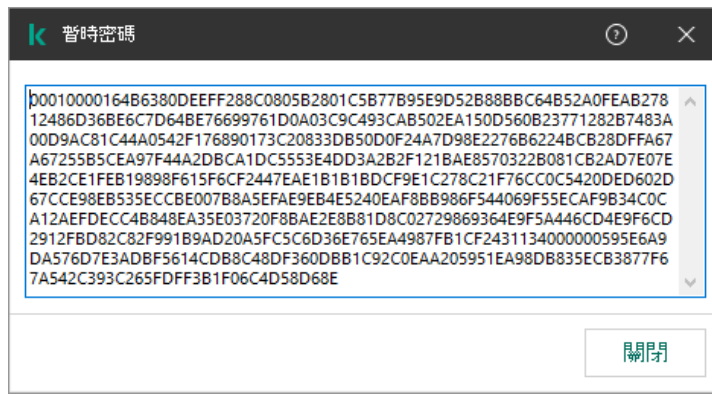 暫時密碼
00010000164B6380DEEFF288C0805B2801C5B77B95E9D52B88BBC64B52A0FEAB278
12486D36BE6C7D64BE76699761D0A03C9C493CAB502EA150D560B23771282B7483A
00D9AC81C44A0542F176890173C20833DB50D0F24A7D98E2276B6224BCB28DFFA67
A67255B5CEA97F44A2DBCA1DC5553E4DD3A2B2F121BAE8570322B081CB2AD7E07E
4EB2CE1FEB19898F615F6CF2447EAE1B1B1BDCF9E1C278C21F76CC0C5420DED602D
67CCE98EB535ECCBE007B8A5EFAE9EB4E5240EAF8BB986F544069F55ECAF9B34C0C
A12AEFDECC4B848EA35E03720F8BAE2E8B81D8C02729869364E9F5A446CD4E9F6CD
2912FBD82C82F991B9AD20A5FC5C6D36E765EA4987FB1CF2431134000000595E6A9
DA576D7E3ADBF5614CDB8C48DF360DBB1C92C0EAA205951EA98DB835ECB3877F6
7A542C393C265FDFF3B1F06C4D58D68E
關閉